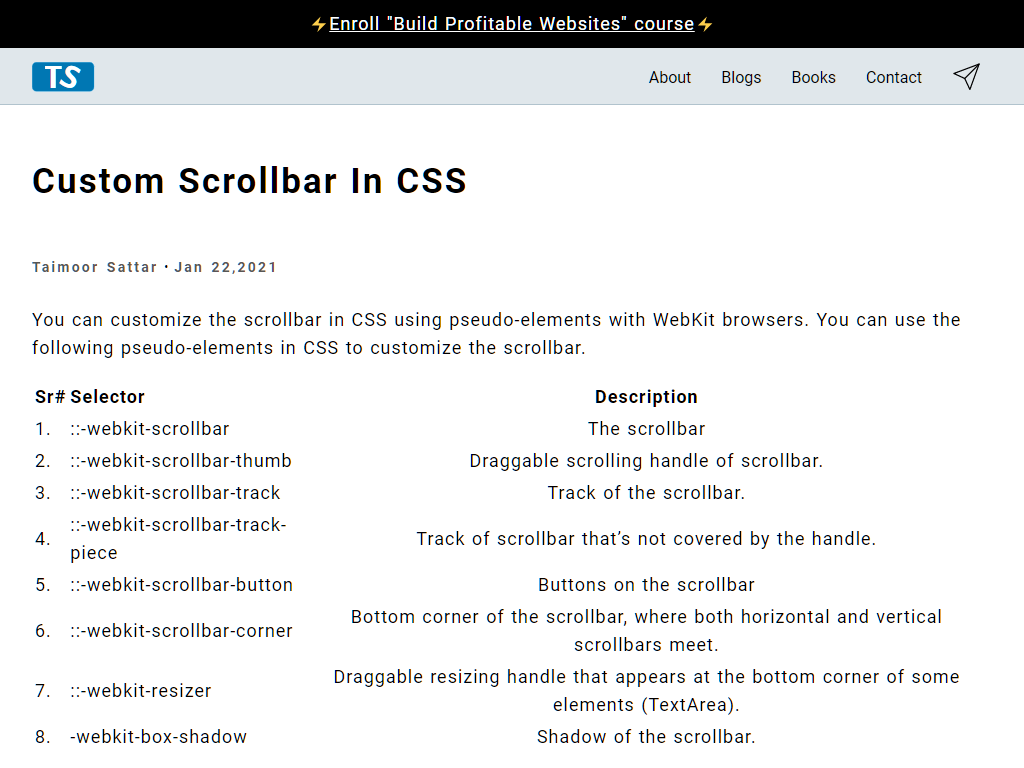 ⚡Enroll "Build Profitable Websites" course⚡
TS
About Blogs Books Contact
Custom Scrollbar In CSS
Taimoor Sattar · Jan 22,2021
You can customize the scrollbar in CSS using pseudo-elements with WebKit browsers. You can use the
following pseudo-elements in CSS to customize the scrollbar.
Sr# Selector Description
1. ::-webkit-scrollbar The scrollbar
2. ::-webkit-scrollbar-thumb Draggable scrolling handle of scrollbar.
3. ::-webkit-scrollbar-track Track of the scrollbar.
4. ::-webkit-scrollbar-track-
piece Track of scrollbar that’s not covered by the handle.
5. ::-webkit-scrollbar-button Buttons on the scrollbar
6. ::-webkit-scrollbar-corner Bottom corner of the scrollbar, where both horizontal and vertical
scrollbars meet.
7. ::-webkit-resizer Draggable resizing handle that appears at the bottom corner of some
elements (TextArea).
8. -webkit-box-shadow Shadow of the scrollbar.